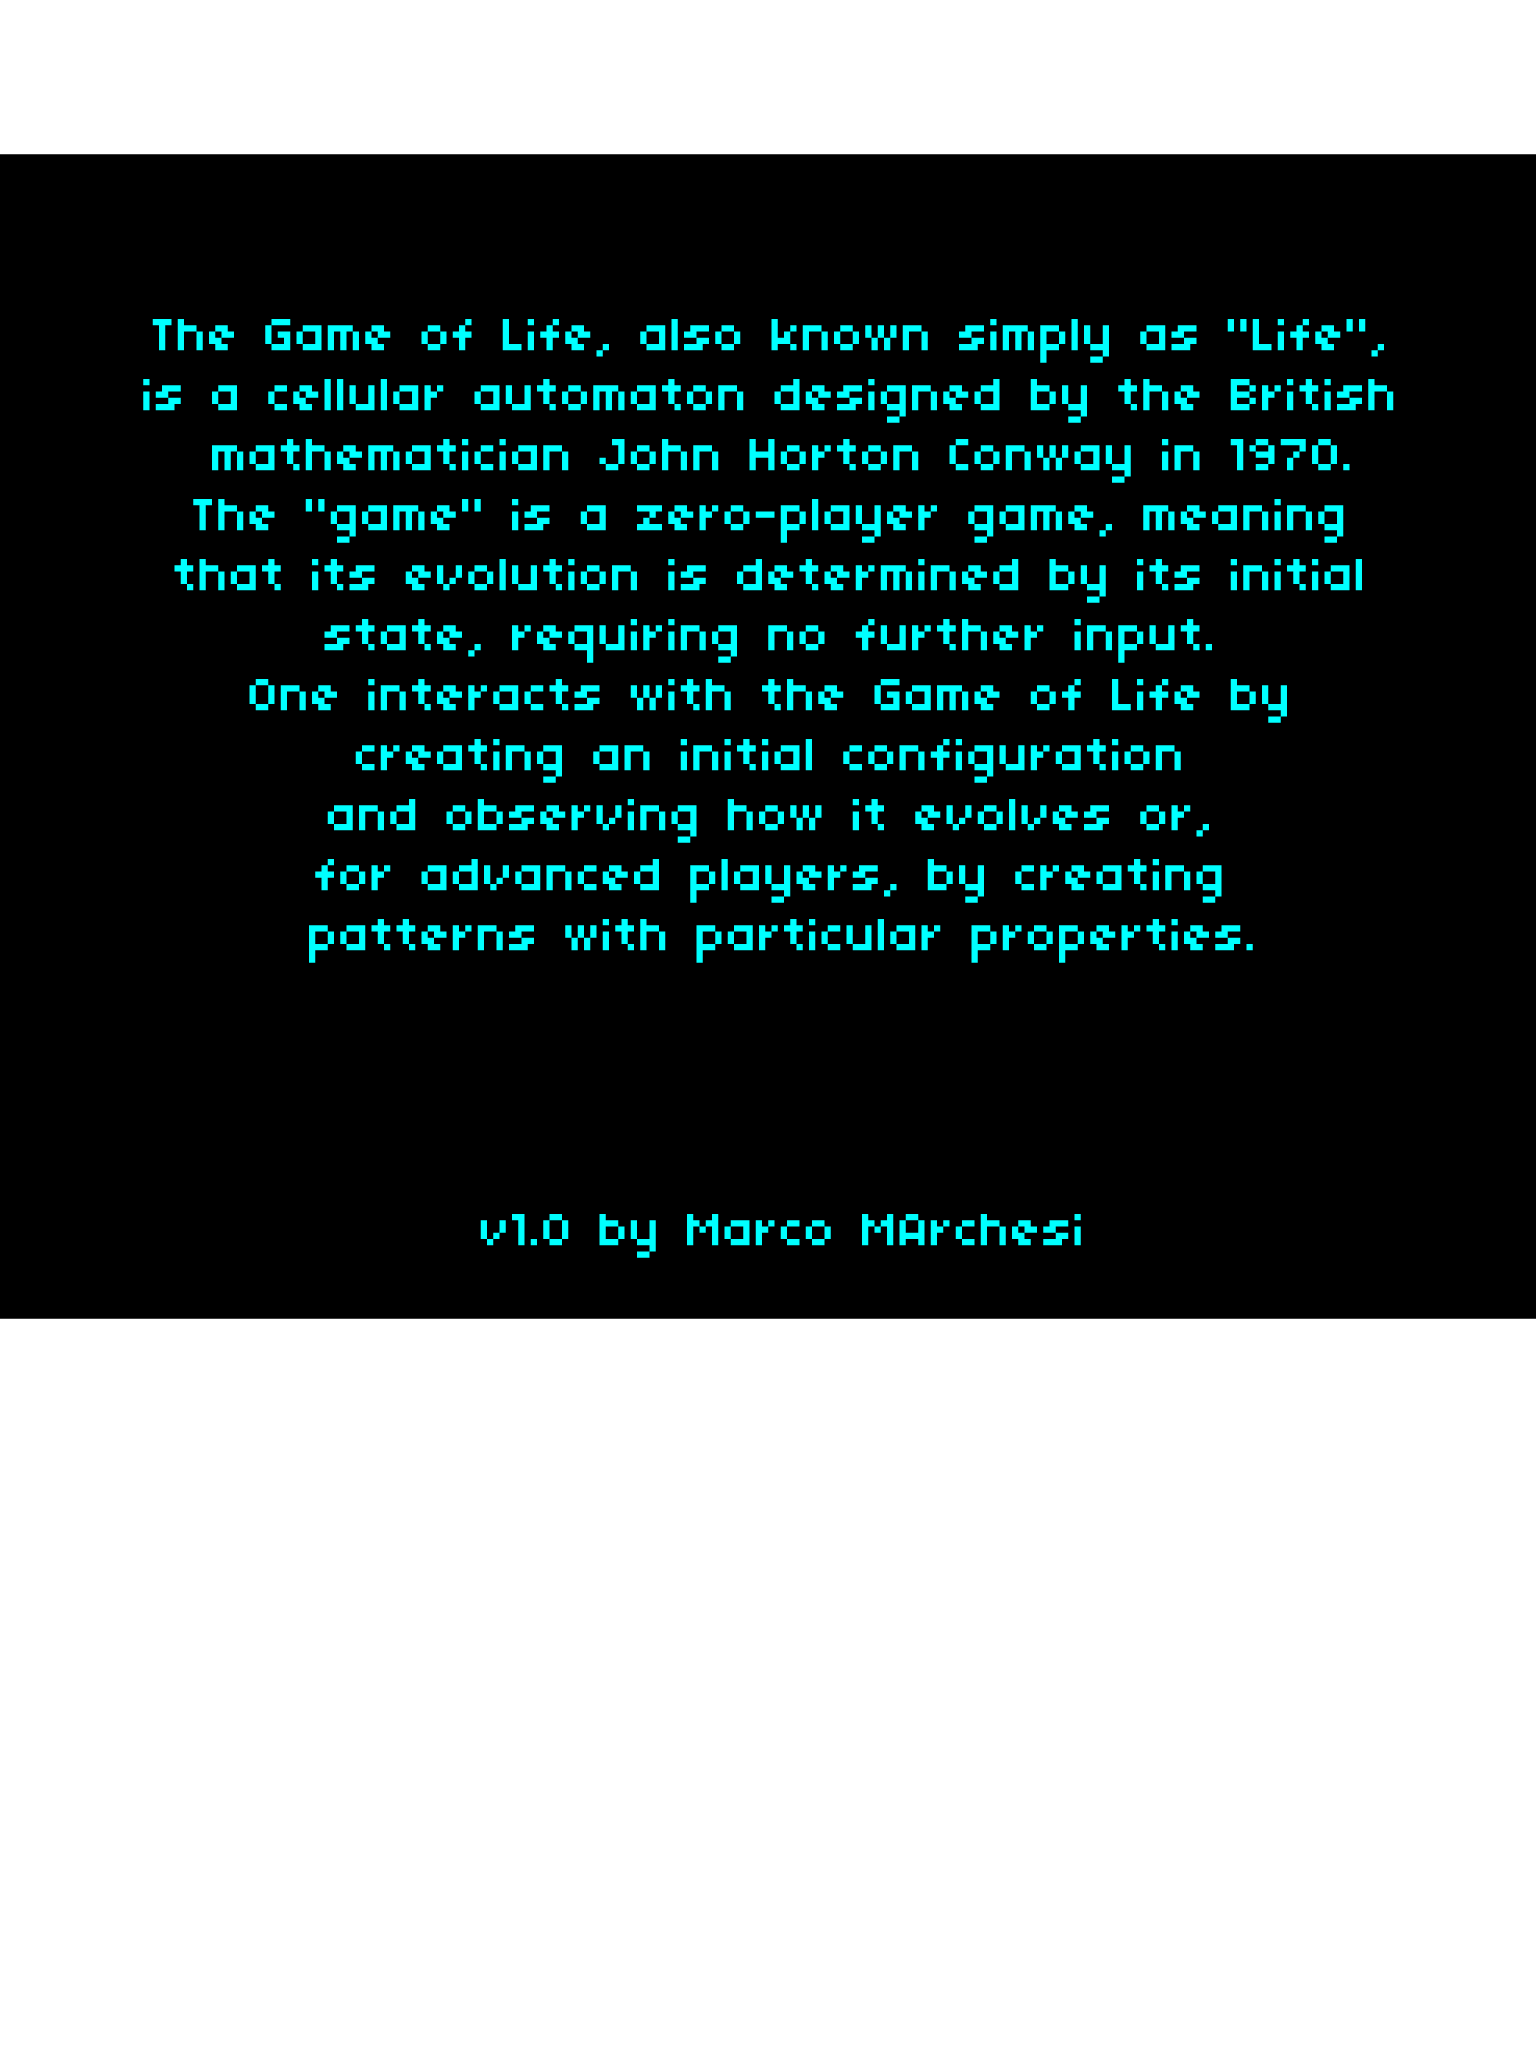 The Game of Life, also known simply as "Life",
is a cellular automaton designed by the British
mathematician John Horton Conway in 1970.
The "game" is a zero-player game, meaning
that its evolution is determined by its initial
state, requiring no further input.
One interacts with the Game of Life by
creating an initial configuration
and observing how it evolves or,
for advanced players, by creating
patterns with particular properties.
v1.0 by Marco MArchesi